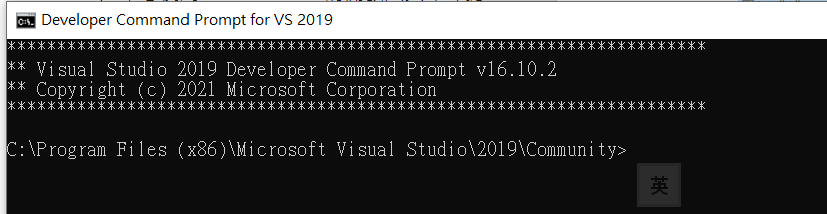 Developer Command Prompt for VS 2019
**********************************************************************
** Visual Studio 2019 Developer Command Prompt v16.10.2
** Copyright (c) 2021 Microsoft Corporation
**********************************************************************
C:\Program Files (x86)\Microsoft Visual Studio\2019\Community>
英